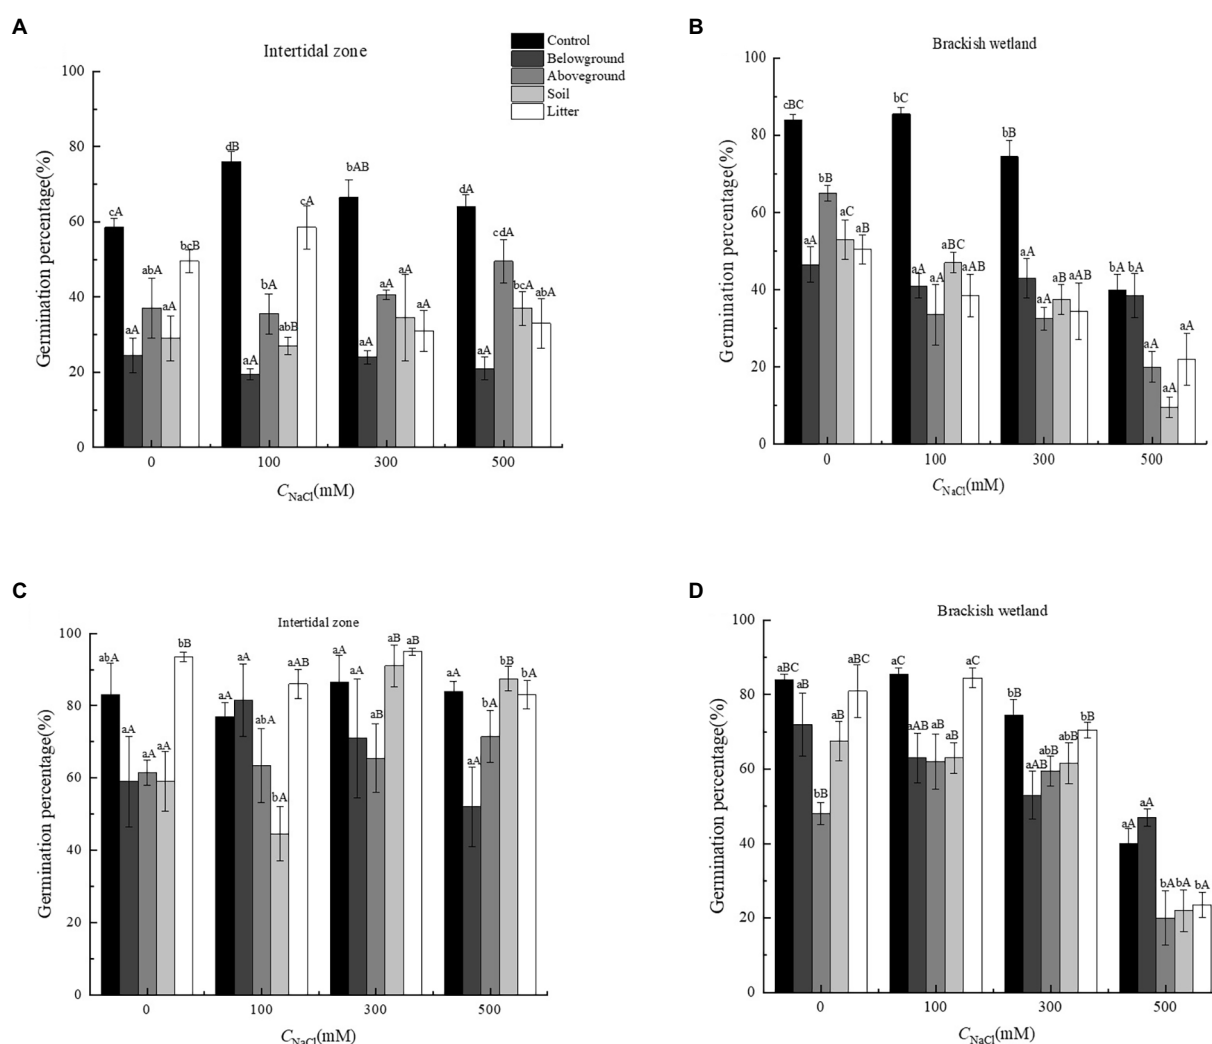 A
Intertidal zone
Control
Belowground
Aboveground
Soil
Litter
Germination percentage(%)
100
80
60
40
20
0
cA aA abA aA bcB
dB aA bA abB cA
bAB aA aA aA aA
dA aA cdA bcA abA
0 100 300 500
CNaCl(mM)
B
Brackish wetland
Germination percentage(%)
100
80
60
40
20
0
cBC aA bB aC aB
bC aA aA aBC aAB
bB aA aA aB aAB
bA bA aA aA aA
0 100 300 500
CNaCl(mM)
C
Intertidal zone
Germination percentage(%)
100
80
60
40
20
0
abA aA aA aA bB
aA aA abA bA aAB
aA aA aB aB aB
aA aA aA bB bA
0 100 300 500
CNaCl(mM)
D
Brackish wetland
Germination percentage(%)
100
80
60
40
20
0
aBC aB bB aB aBC
aC aAB aB aB aC
bB aAB abB abB bB
aA aA bA bA bA
0 100 300 500
CNaCl(mM)